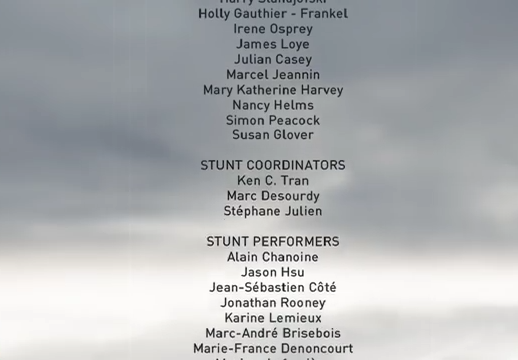 Holly Gauthier - Frankel
Irene Osprey
James Loye
Julian Casey
Marcel Jeannin
Mary Katherine Harvey
Nancy Helms
Simon Peacock
Susan Glover
STUNT COORDINATORS
Ken C. Tran
Marc Desourdy
Stéphane Julien
STUNT PERFORMERS
Alain Chanoine
Jason Hsu
Jean-Sébastien Côté
Jonathan Rooney
Karine Lemieux
Marc-André Brisebois
Marie-France Denoncourt